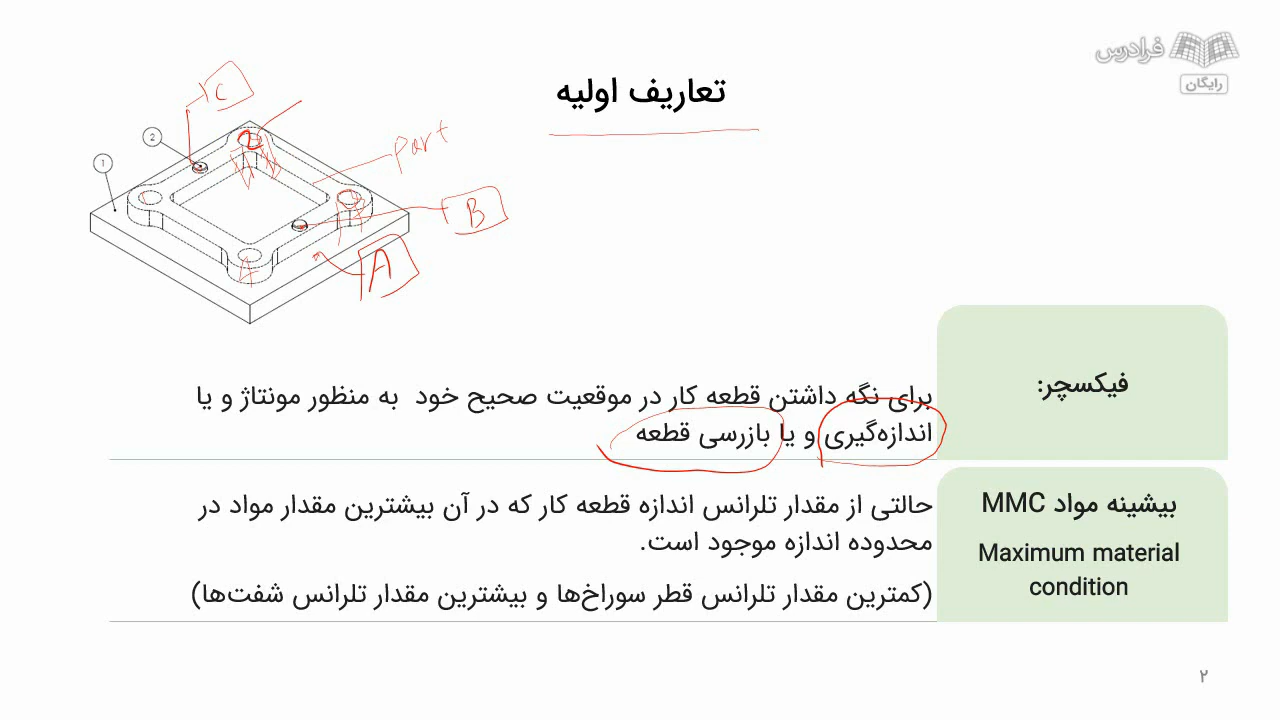 فرادرس
رایگان
تعاریف اولیه
C
2
1
part
B
A
فیکسچر:
برای نگه داشتن قطعه کار در موقعیت صحیح خود به منظور مونتاژ و یا
اندازه‌گیری و یا بازرسی قطعه
بیشینه مواد MMC
Maximum material
condition
حالتی از مقدار تلرانس اندازه قطعه کار که در آن بیشترین مقدار مواد در
محدوده اندازه موجود است.
(کمترین مقدار تلرانس قطر سوراخ‌ها و بیشترین مقدار تلرانس شفت‌ها)
۲